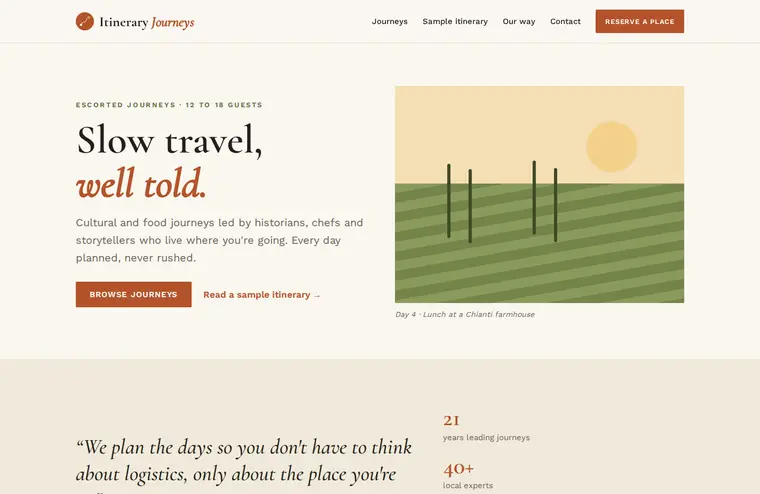 Itinerary Journeys
Journeys
Sample itinerary
Our way
Contact
RESERVE A PLACE
ESCORTED JOURNEYS · 12 TO 18 GUESTS
Slow travel,
well told.
Cultural and food journeys led by historians, chefs and
storytellers who live where you're going. Every day
planned, never rushed.
BROWSE JOURNEYS
Read a sample itinerary →
Day 4 · Lunch at a Chianti farmhouse
“We plan the days so you don't have to think
about logistics, only about the place you're
21
years leading journeys
40+
local experts